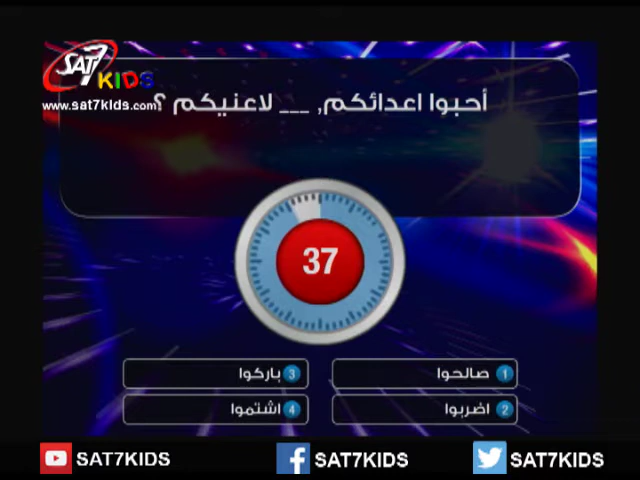 SAT7
KIDS
www.sat7kids.com
أحبوا اعدائكم, ___ لاعنيكم ؟
37
1 صالحوا
3 باركوا
2 اضربوا
4 اشتموا
SAT7KIDS SAT7KIDS SAT7KIDS